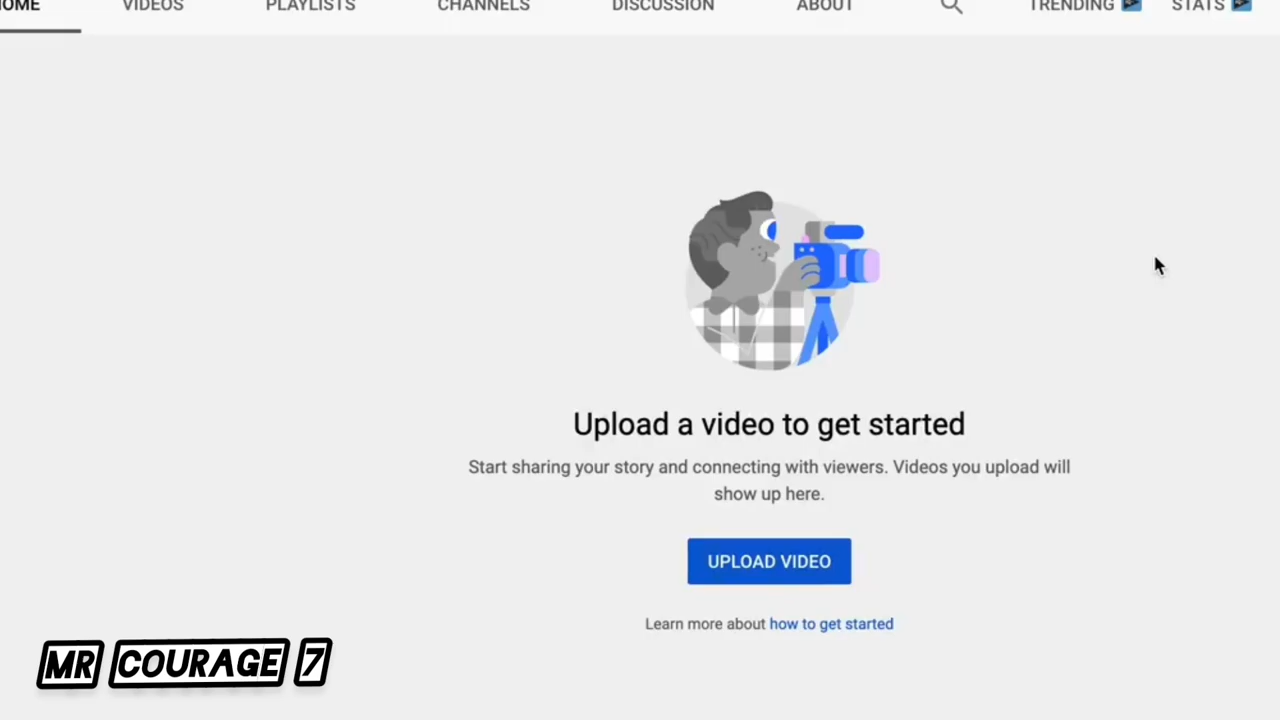 HOME VIDEOS PLAYLISTS CHANNELS DISCUSSION ABOUT TRENDING STATS
Upload a video to get started
Start sharing your story and connecting with viewers. Videos you upload will
show up here.
UPLOAD VIDEO
Learn more about how to get started
MR COURAGE 7